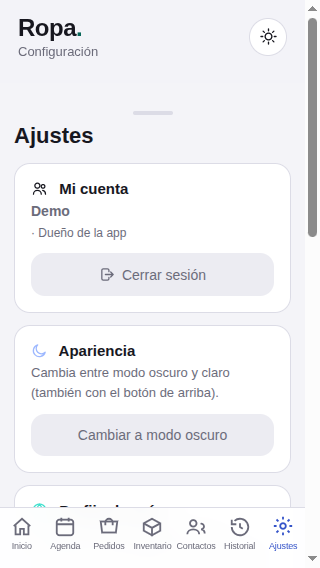 Ropa.
Configuración
Ajustes
Mi cuenta
Demo
· Dueño de la app
Cerrar sesión
Apariencia
Cambia entre modo oscuro y claro
(también con el botón de arriba).
Cambiar a modo oscuro
Inicio
Agenda
Pedidos
Inventario
Contactos
Historial
Ajustes